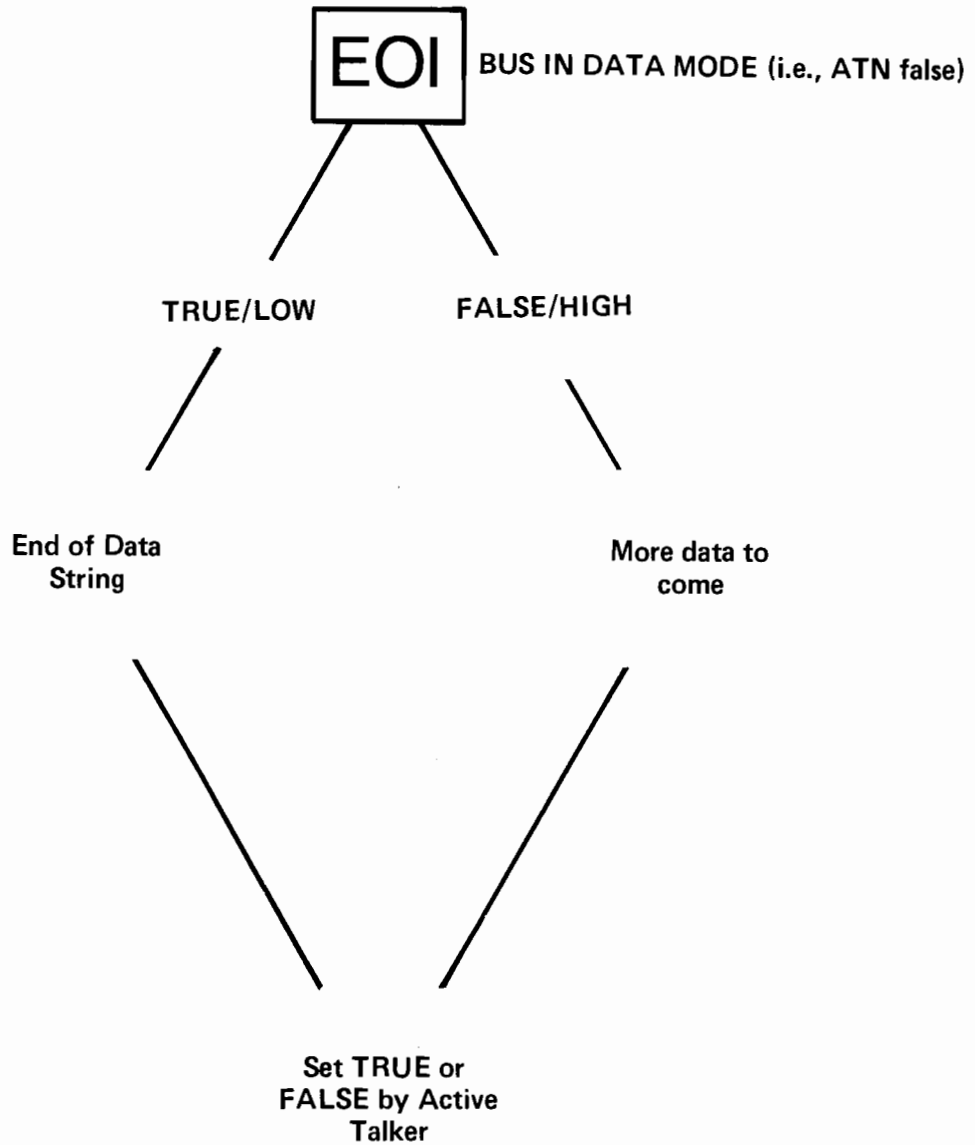 EOI
BUS IN DATA MODE (i.e., ATN false)
TRUE/LOW
FALSE/HIGH
End of Data
String
More data to
come
Set TRUE or
FALSE by Active
Talker